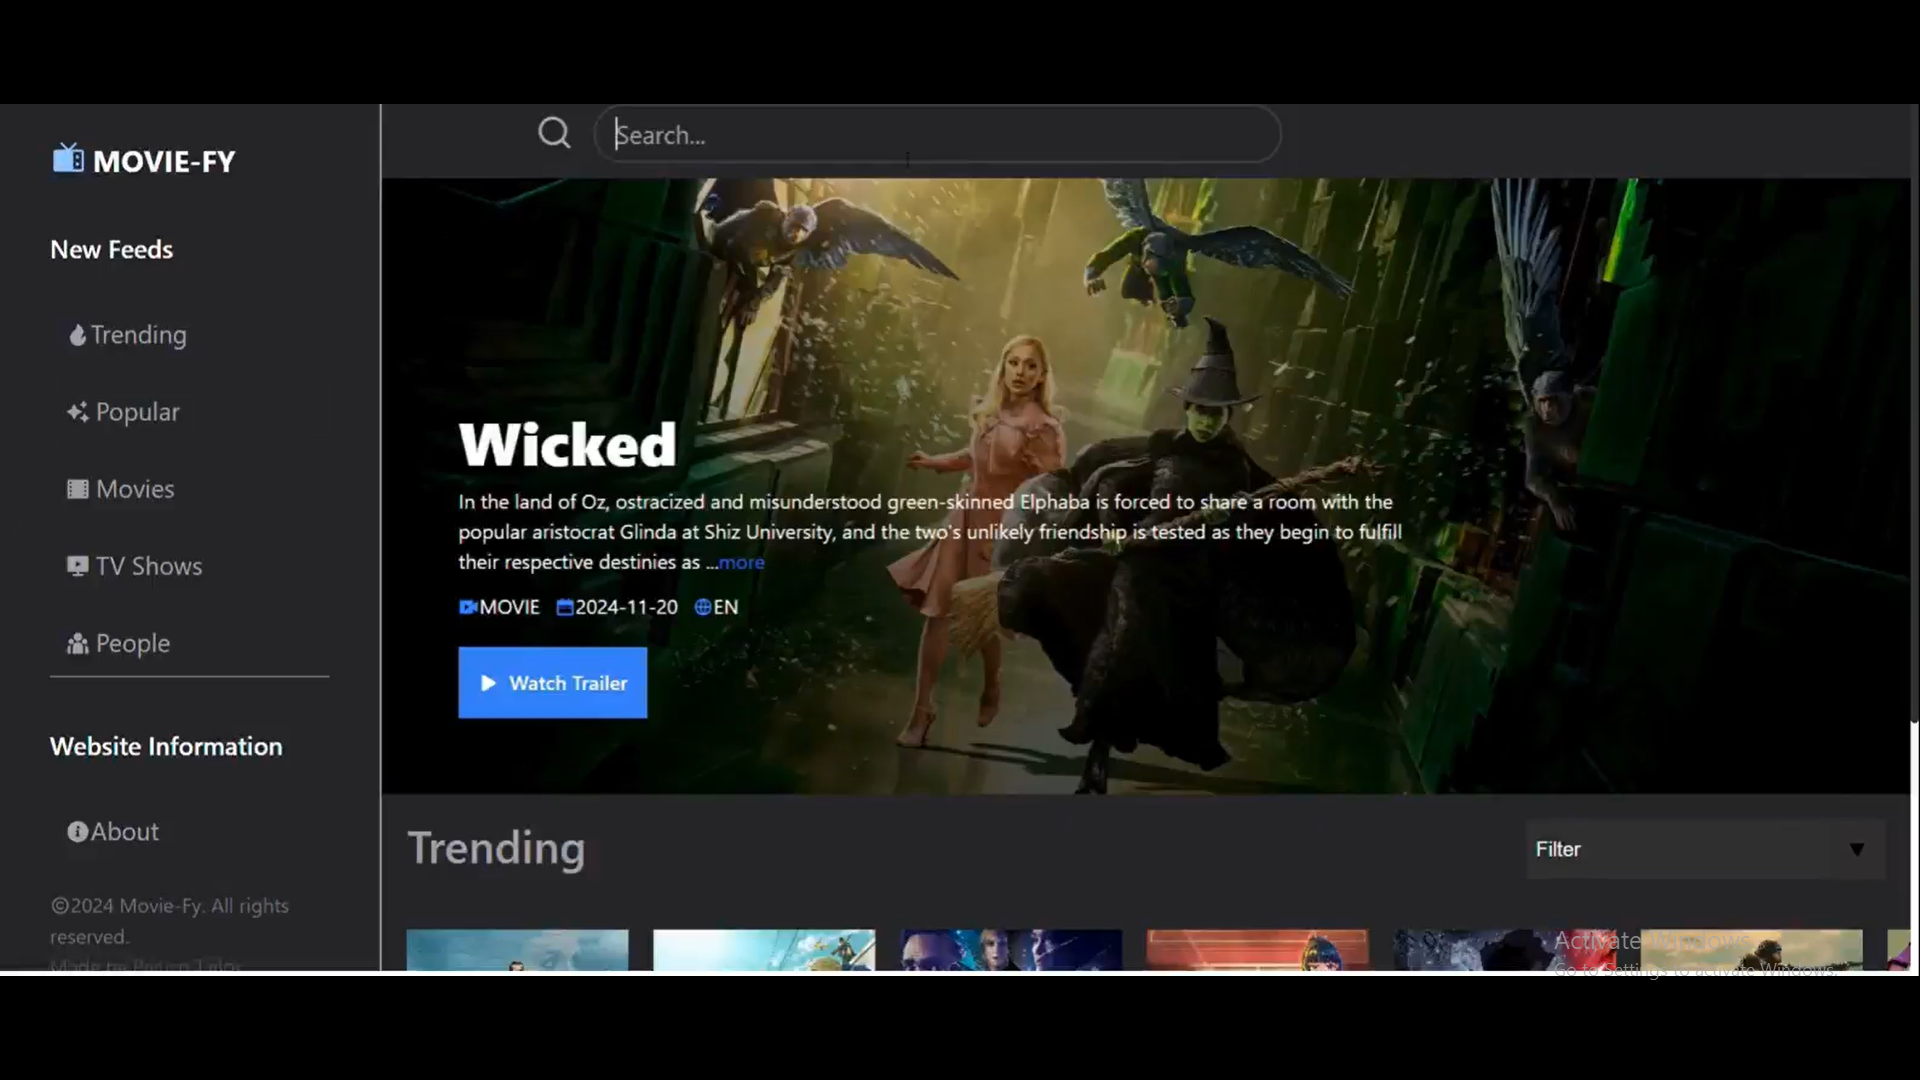 MOVIE-FY
New Feeds
Trending
Popular
Movies
TV Shows
People
Website Information
About
©2024 Movie-Fy. All rights
reserved.
Search...
Wicked
In the land of Oz, ostracized and misunderstood green-skinned Elphaba is forced to share a room with the
popular aristocrat Glinda at Shiz University, and the two's unlikely friendship is tested as they begin to fulfill
their respective destinies as ...more
MOVIE 2024-11-20 EN
Watch Trailer
Trending
Filter
Activate Windows
Go to Settings to activate Windows.